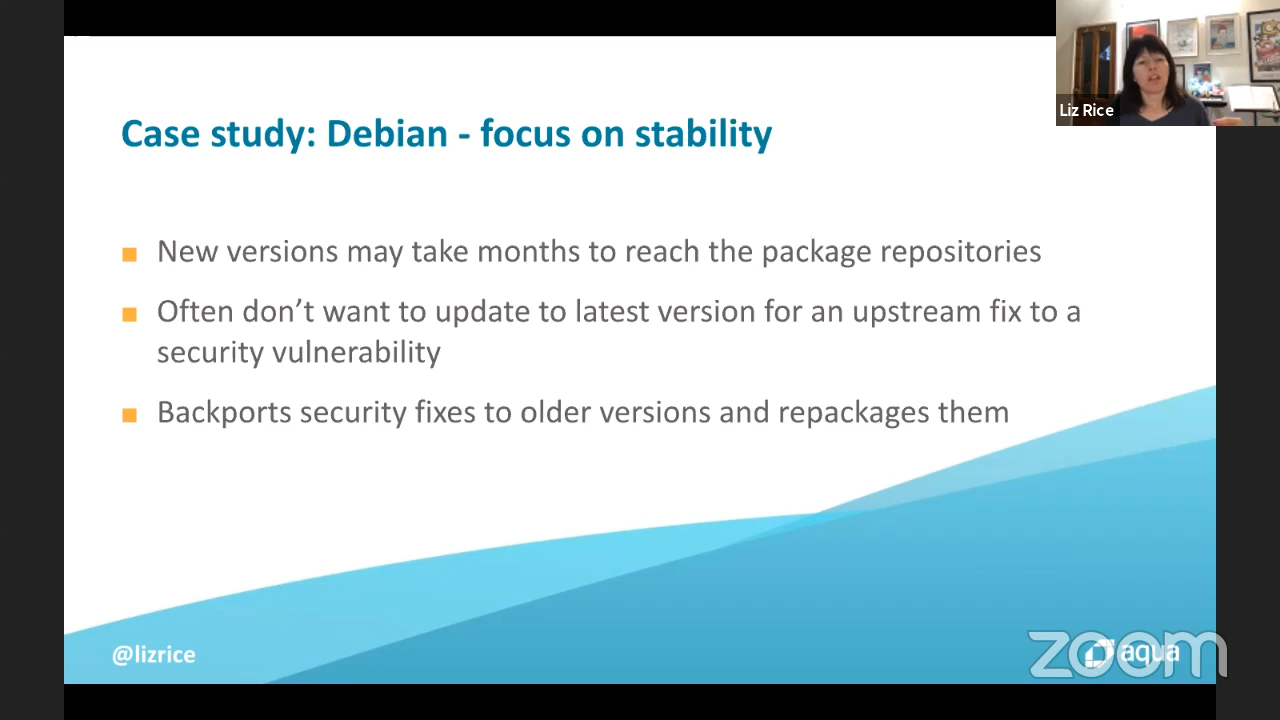 Case study: Debian - focus on stability
Liz Rice
■ New versions may take months to reach the package repositories
■ Often don’t want to update to latest version for an upstream fix to a
security vulnerability
■ Backports security fixes to older versions and repackages them
@lizrice
aqua
zoom